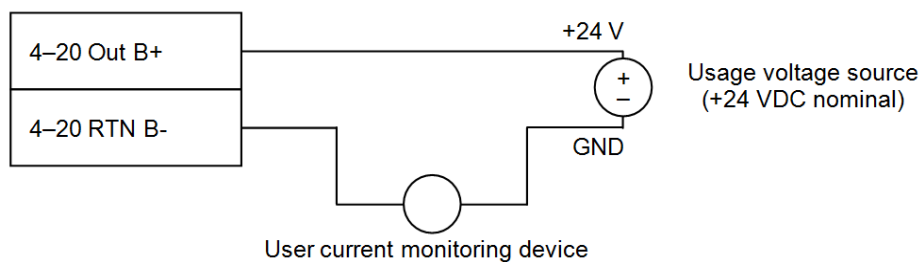 4–20 Out B+
4–20 RTN B-
+24 V
+
–
GND
Usage voltage source
(+24 VDC nominal)
User current monitoring device